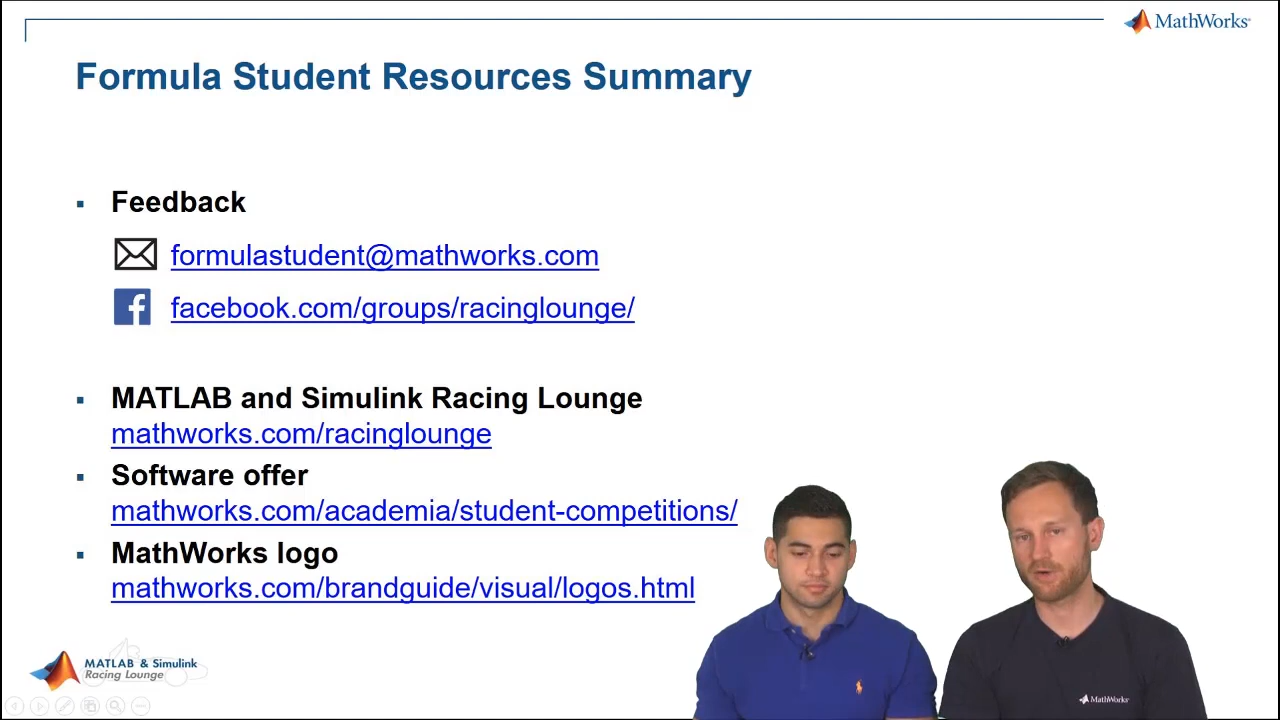 MathWorks®
Formula Student Resources Summary
Feedback
formulastudent@mathworks.com
facebook.com/groups/racinglounge/
MATLAB and Simulink Racing Lounge
mathworks.com/racinglounge
Software offer
mathworks.com/academia/student-competitions/
MathWorks logo
mathworks.com/brandguide/visual/logos.html
MATLAB & Simulink
Racing Lounge
MathWorks